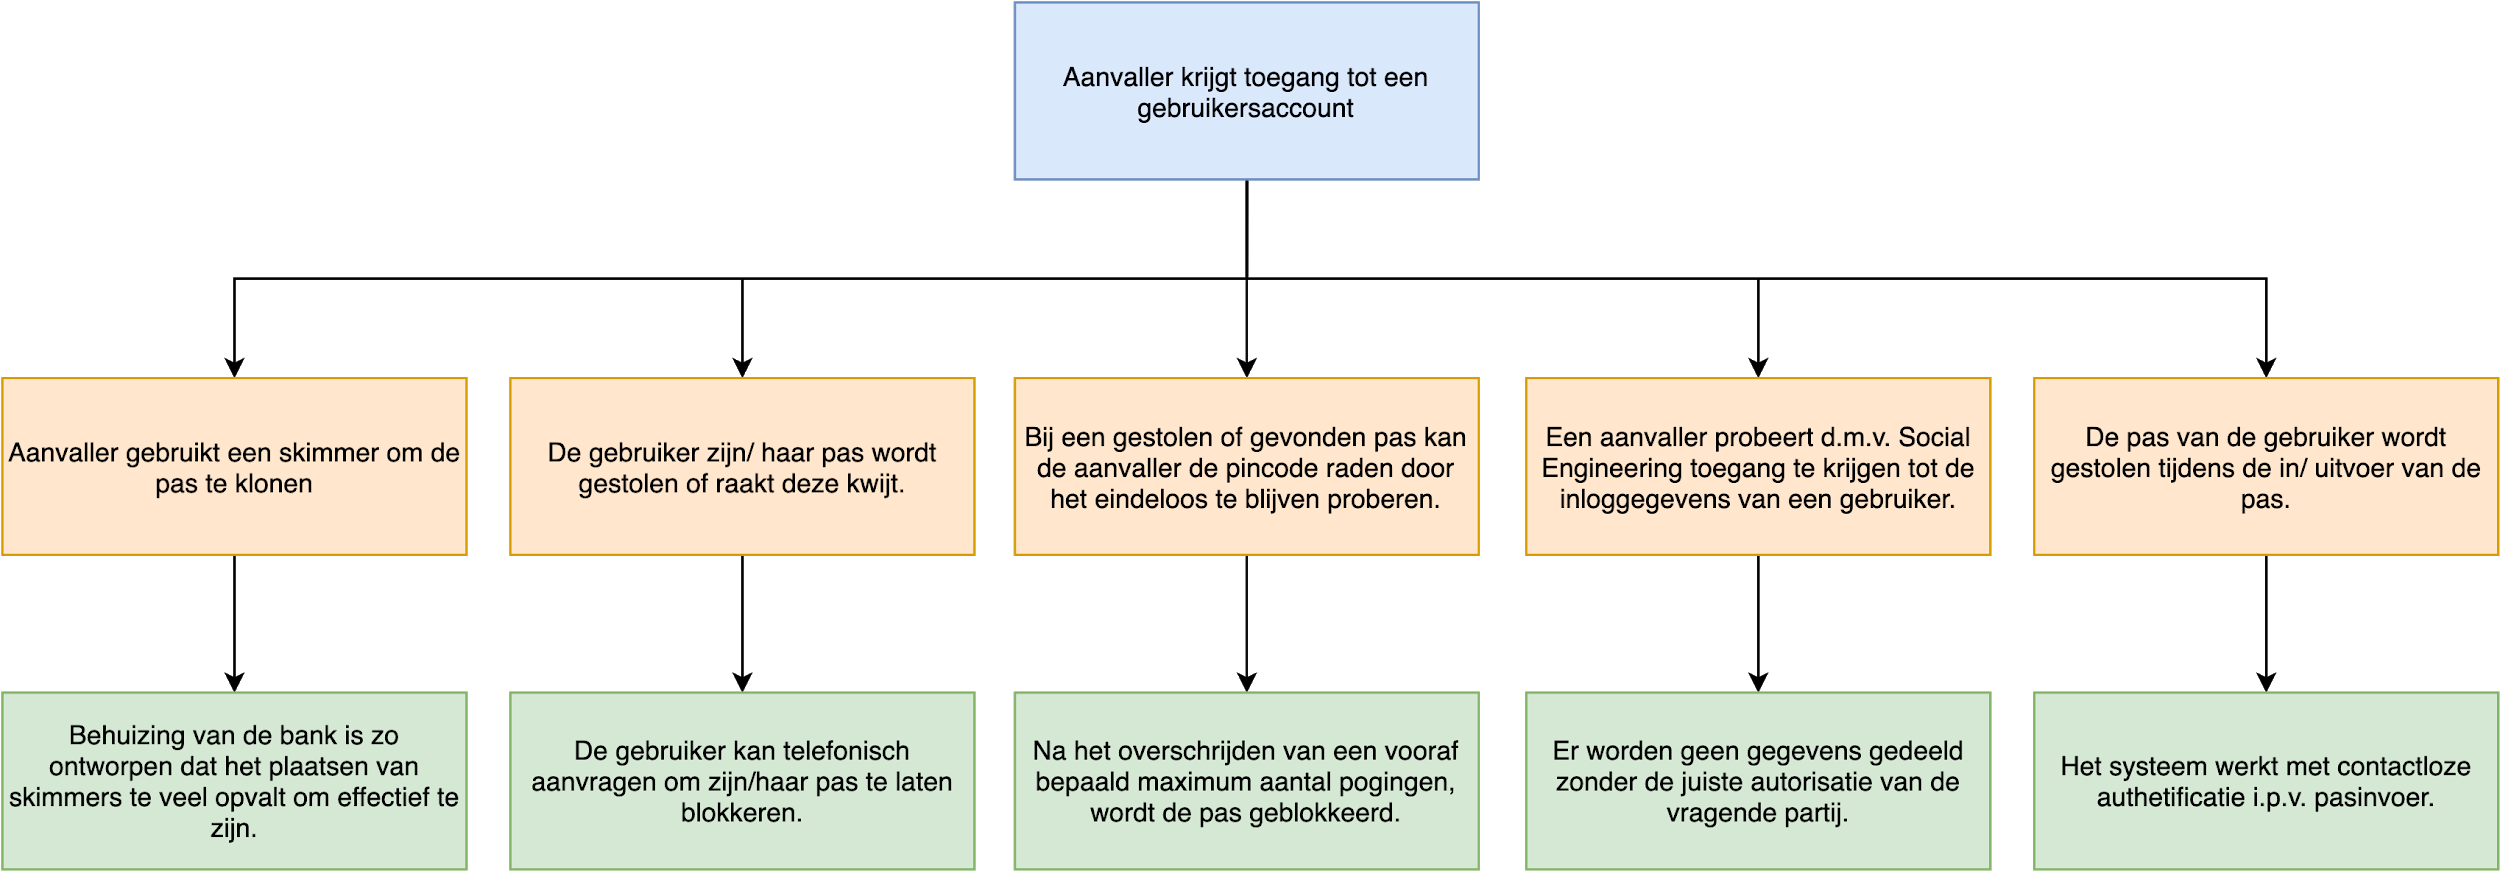 Aanvaller krijgt toegang tot een
gebruikersaccount
Aanvaller gebruikt een skimmer om de
pas te klonen
De gebruiker zijn/ haar pas wordt
gestolen of raakt deze kwijt.
Bij een gestolen of gevonden pas kan
de aanvaller de pincode raden door
het eindeloos te blijven proberen.
Een aanvaller probeert d.m.v. Social
Engineering toegang te krijgen tot de
inloggegevens van een gebruiker.
De pas van de gebruiker wordt
gestolen tijdens de in/ uitvoer van de
pas.
Behuizing van de bank is zo
ontworpen dat het plaatsen van
skimmers te veel opvalt om effectief te
zijn.
De gebruiker kan telefonisch
aanvragen om zijn/haar pas te laten
blokkeren.
Na het overschrijden van een vooraf
bepaald maximum aantal pogingen,
wordt de pas geblokkeerd.
Er worden geen gegevens gedeeld
zonder de juiste autorisatie van de
vragende partij.
Het systeem werkt met contactloze
authetificatie i.p.v. pasinvoer.